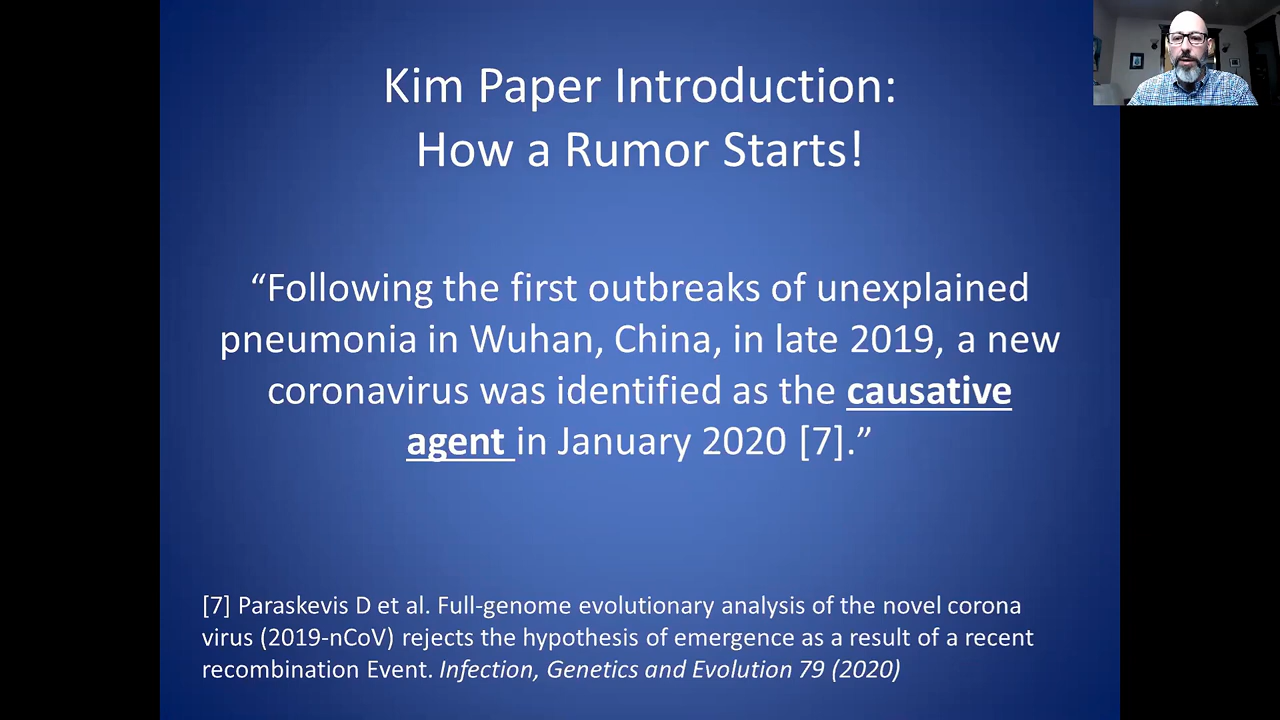 Kim Paper Introduction:
How a Rumor Starts!
“Following the first outbreaks of unexplained
pneumonia in Wuhan, China, in late 2019, a new
coronavirus was identified as the causative
agent in January 2020 [7].”
[7] Paraskevis D et al. Full-genome evolutionary analysis of the novel corona
virus (2019-nCoV) rejects the hypothesis of emergence as a result of a recent
recombination Event. Infection, Genetics and Evolution 79 (2020)